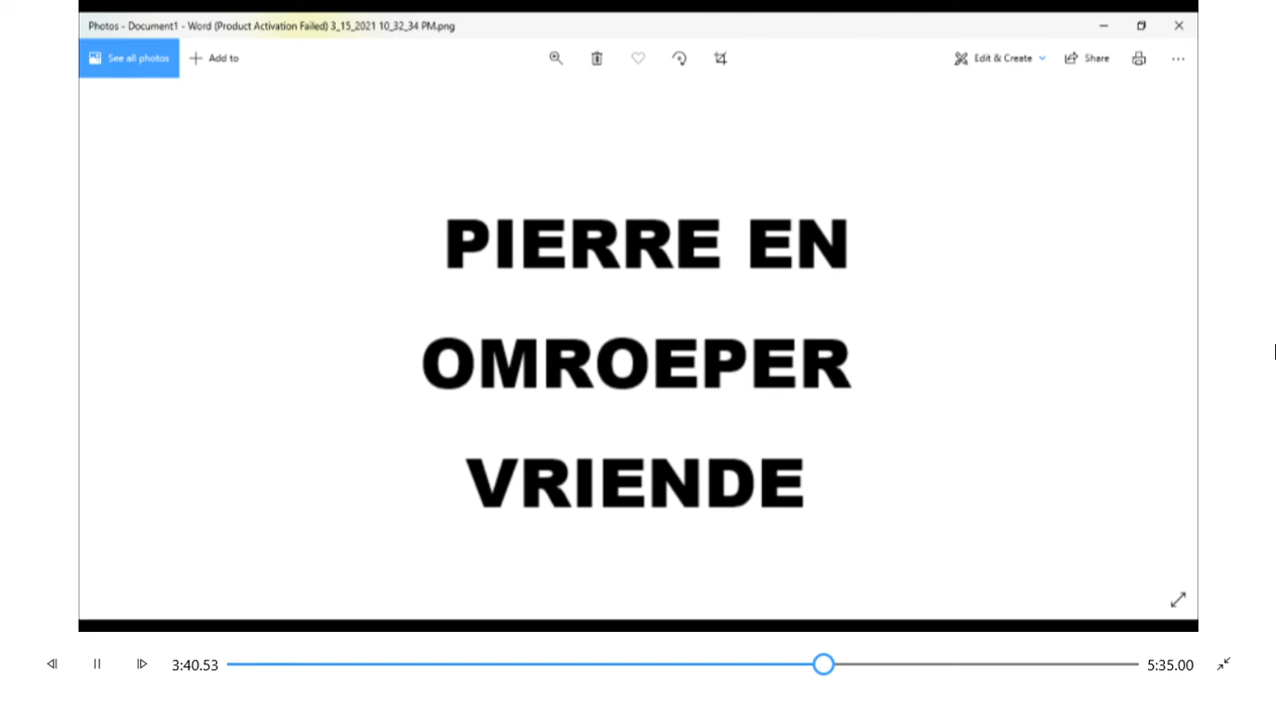 Photos - Document1 - Word (Product Activation Failed) 3_15_2021 10_32_34 PM.png
See all photos
Add to
Edit & Create
Share
PIERRE EN
OMROEPER
VRIENDE
3:40.53
5:35.00